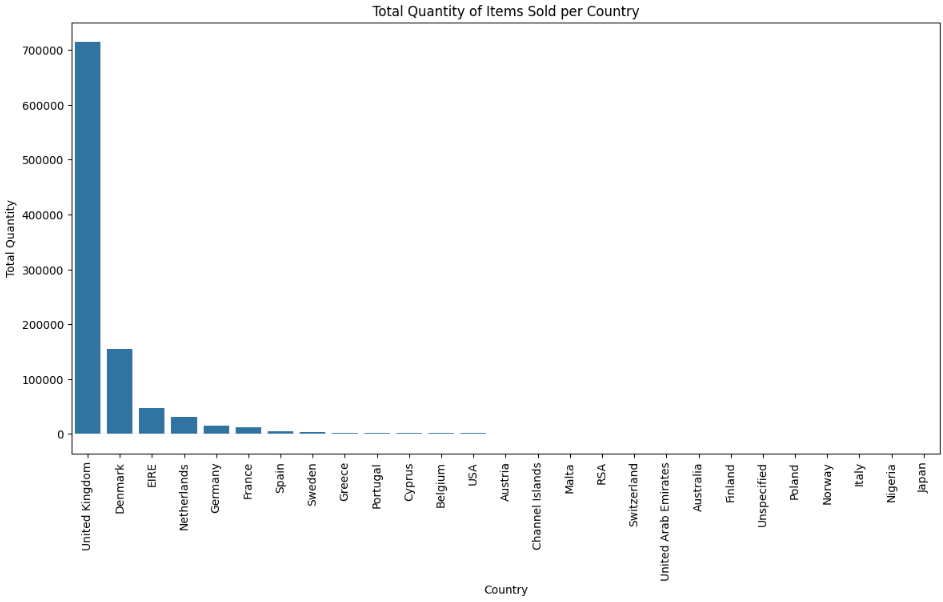 Total Quantity of Items Sold per Country
Total Quantity
700000
600000
500000
400000
300000
200000
100000
0
United Kingdom
Denmark
EIRE
Netherlands
Germany
France
Spain
Sweden
Greece
Portugal
Cyprus
Belgium
USA
Austria
Channel Islands
Malta
RSA
Switzerland
United Arab Emirates
Australia
Finland
Unspecified
Poland
Norway
Italy
Nigeria
Japan
Country